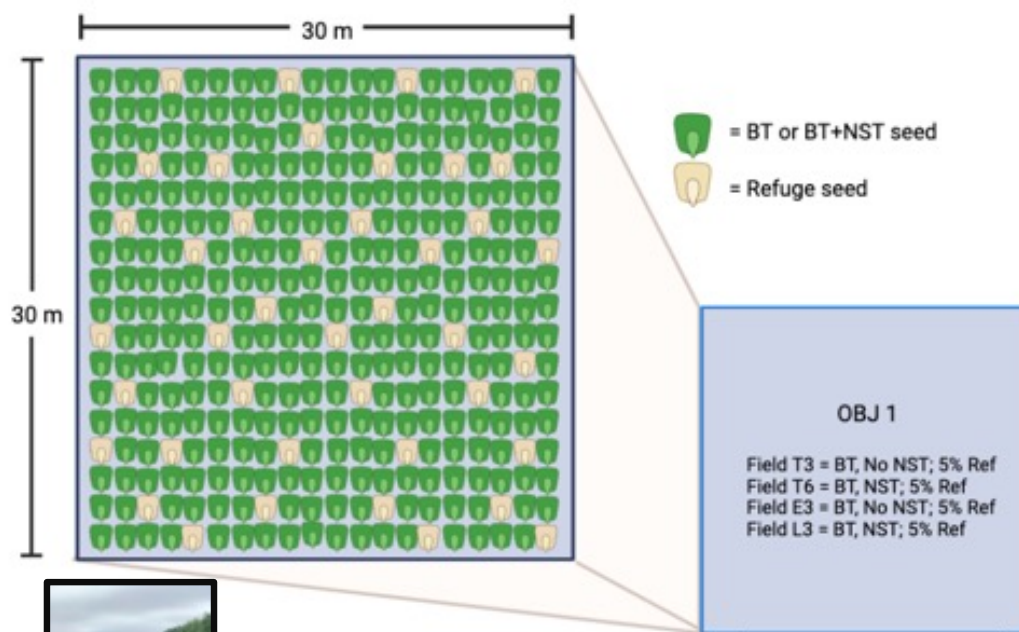 30 m
= BT or BT+NST seed
= Refuge seed
30 m
OBJ 1
Field T3 = BT, No NST; 5% Ref
Field T6 = BT, NST; 5% Ref
Field E3 = BT, No NST; 5% Ref
Field L3 = BT, NST; 5% Ref